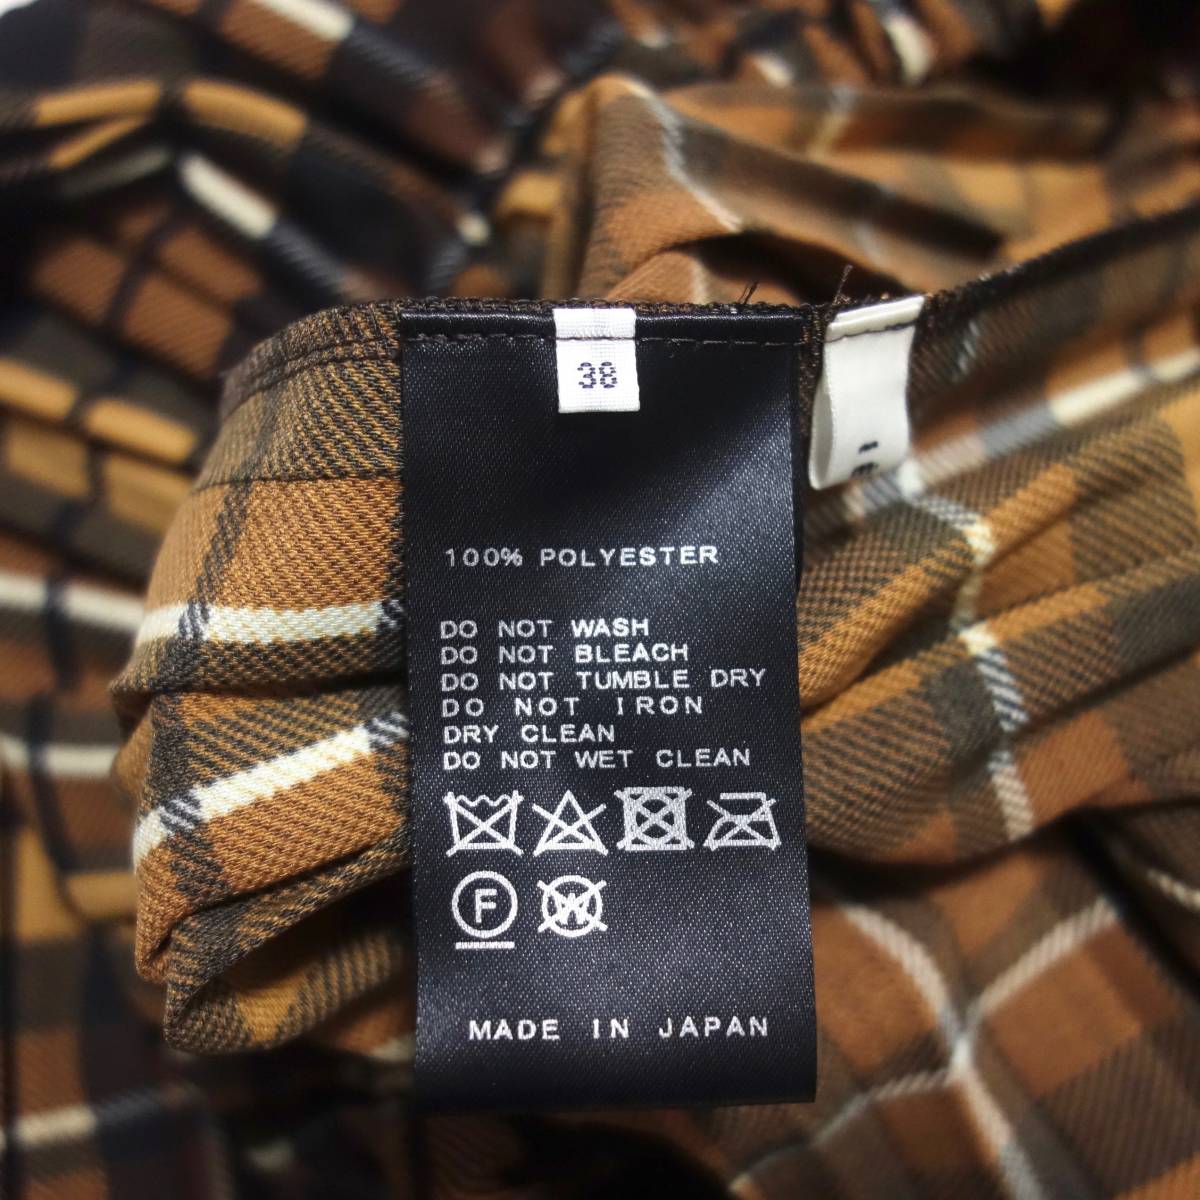 38
100% POLYESTER
DO NOT WASH
DO NOT BLEACH
DO NOT TUMBLE DRY
DO NOT IRON
DRY CLEAN
DO NOT WET CLEAN
F W
MADE IN JAPAN